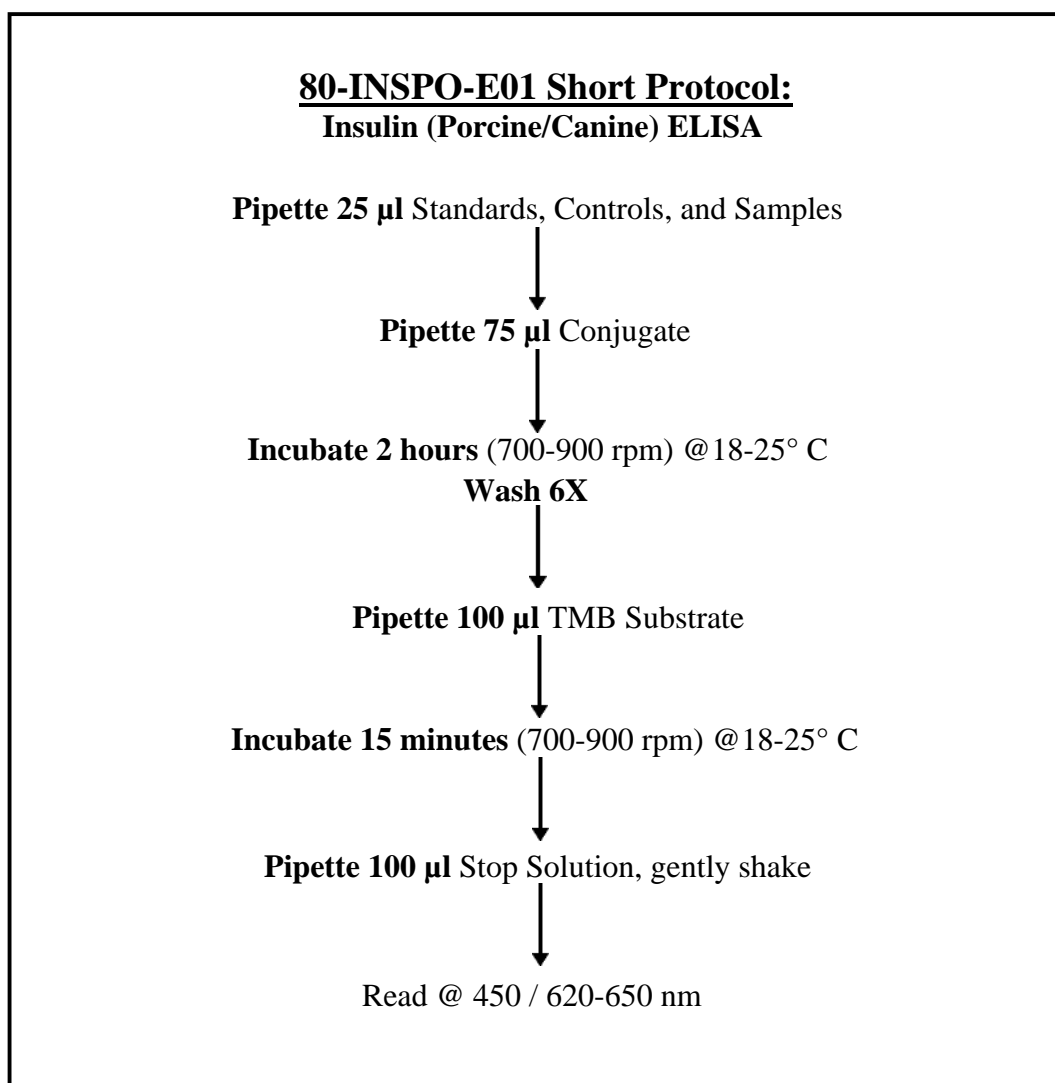 80-INSPO-E01 Short Protocol:
Insulin (Porcine/Canine) ELISA
Pipette 25 µl Standards, Controls, and Samples
Pipette 75 µl Conjugate
Incubate 2 hours (700-900 rpm) @18-25° C
Wash 6X
Pipette 100 µl TMB Substrate
Incubate 15 minutes (700-900 rpm) @18-25° C
Pipette 100 µl Stop Solution, gently shake
Read @ 450 / 620-650 nm